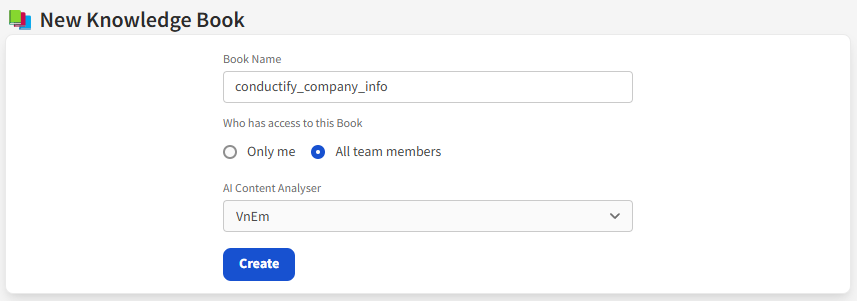 New Knowledge Book
Book Name
conductify_company_info
Who has access to this Book
Only me All team members
AI Content Analyser
VnEm
Create